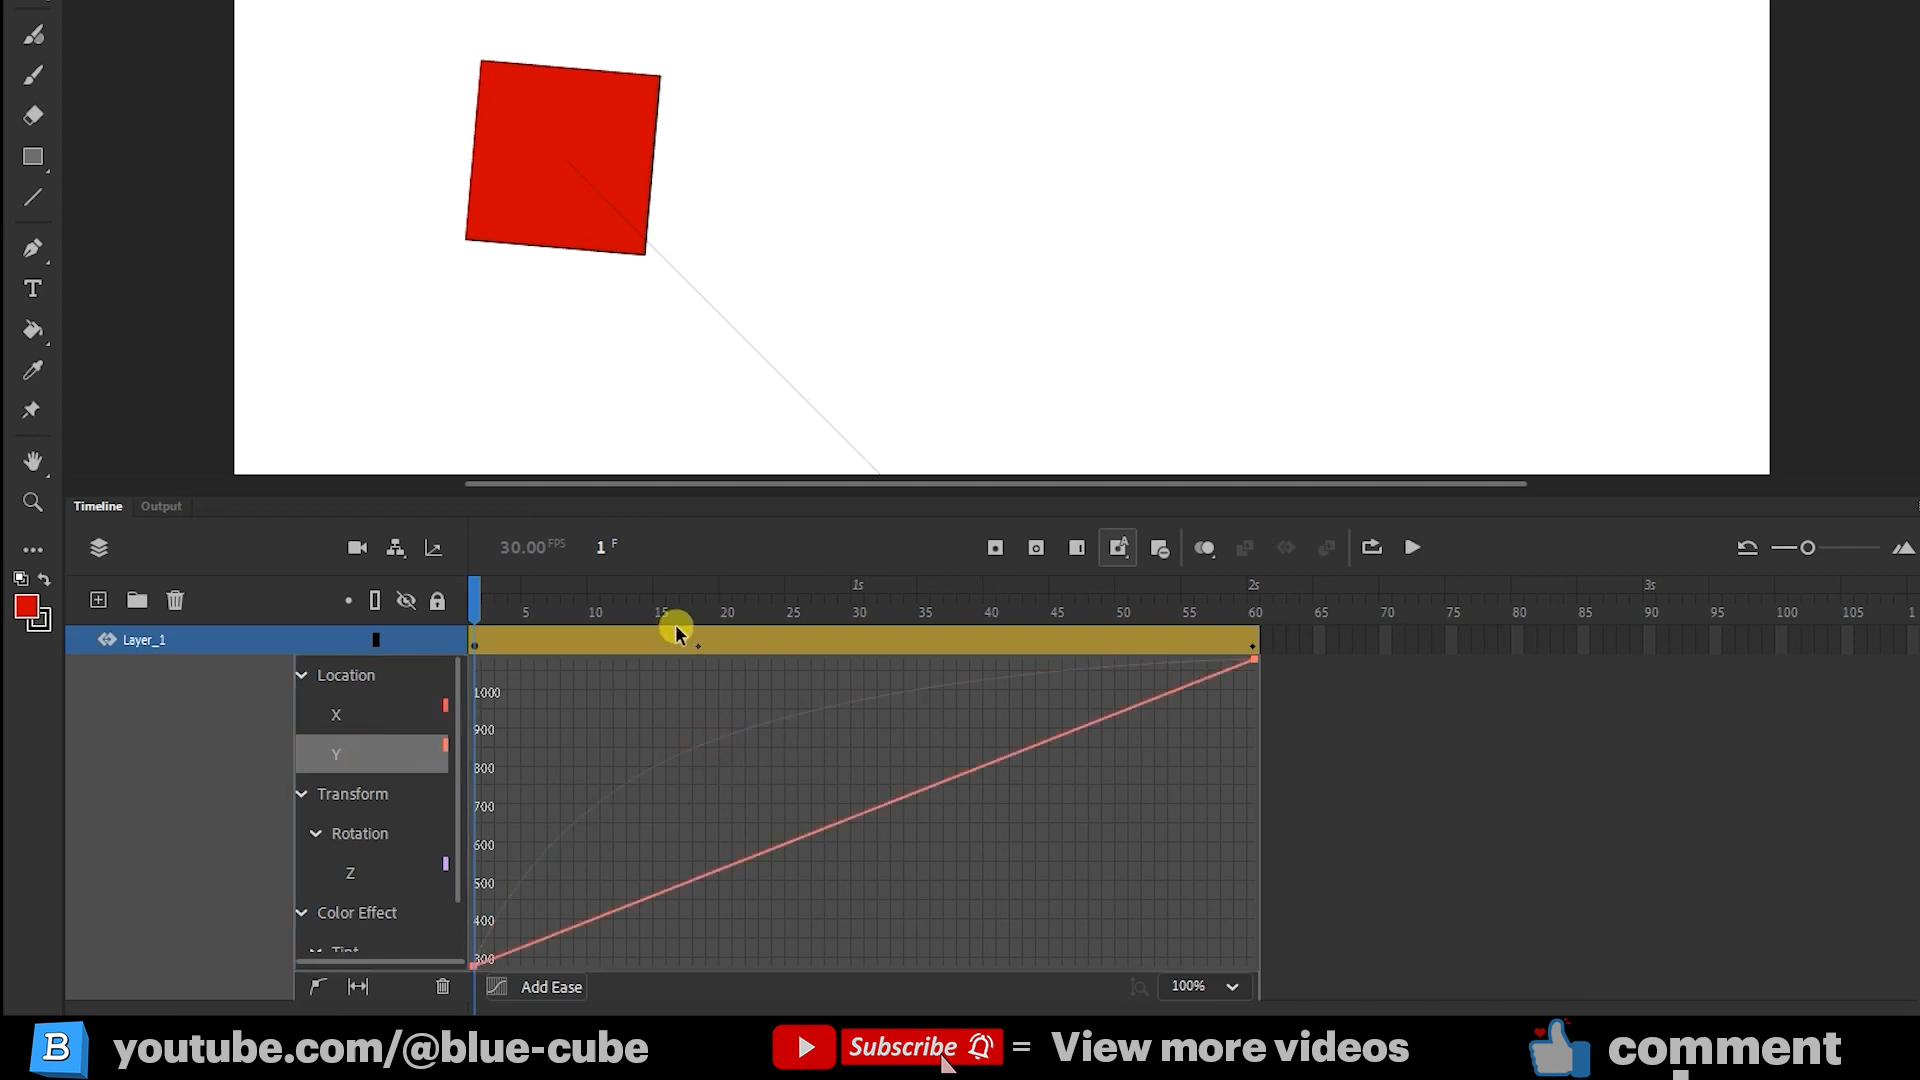 Timeline Output
30.00 FPS 1 F
1s 2s 3s
5 10 15 20 25 30 35 40 45 50 55 60 65 70 75 80 85 90 95 100 105 1
Layer_1
Location
X
Y
Transform
Rotation
Z
Color Effect
Tint
1000
900
800
700
600
500
400
300
Add Ease
100%
B youtube.com/@blue-cube Subscribe = View more videos comment